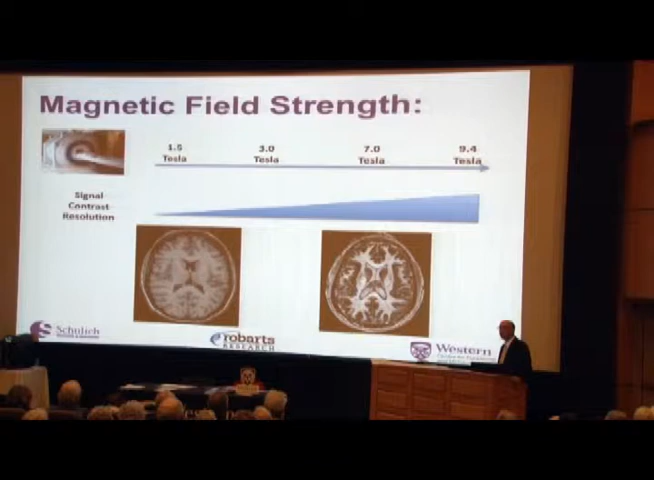 Magnetic Field Strength:
1.5 3.0 7.0 9.4
Tesla Tesla Tesla Tesla
Signal
Contrast
Resolution
Schulich
robarts
RESEARCH
Western